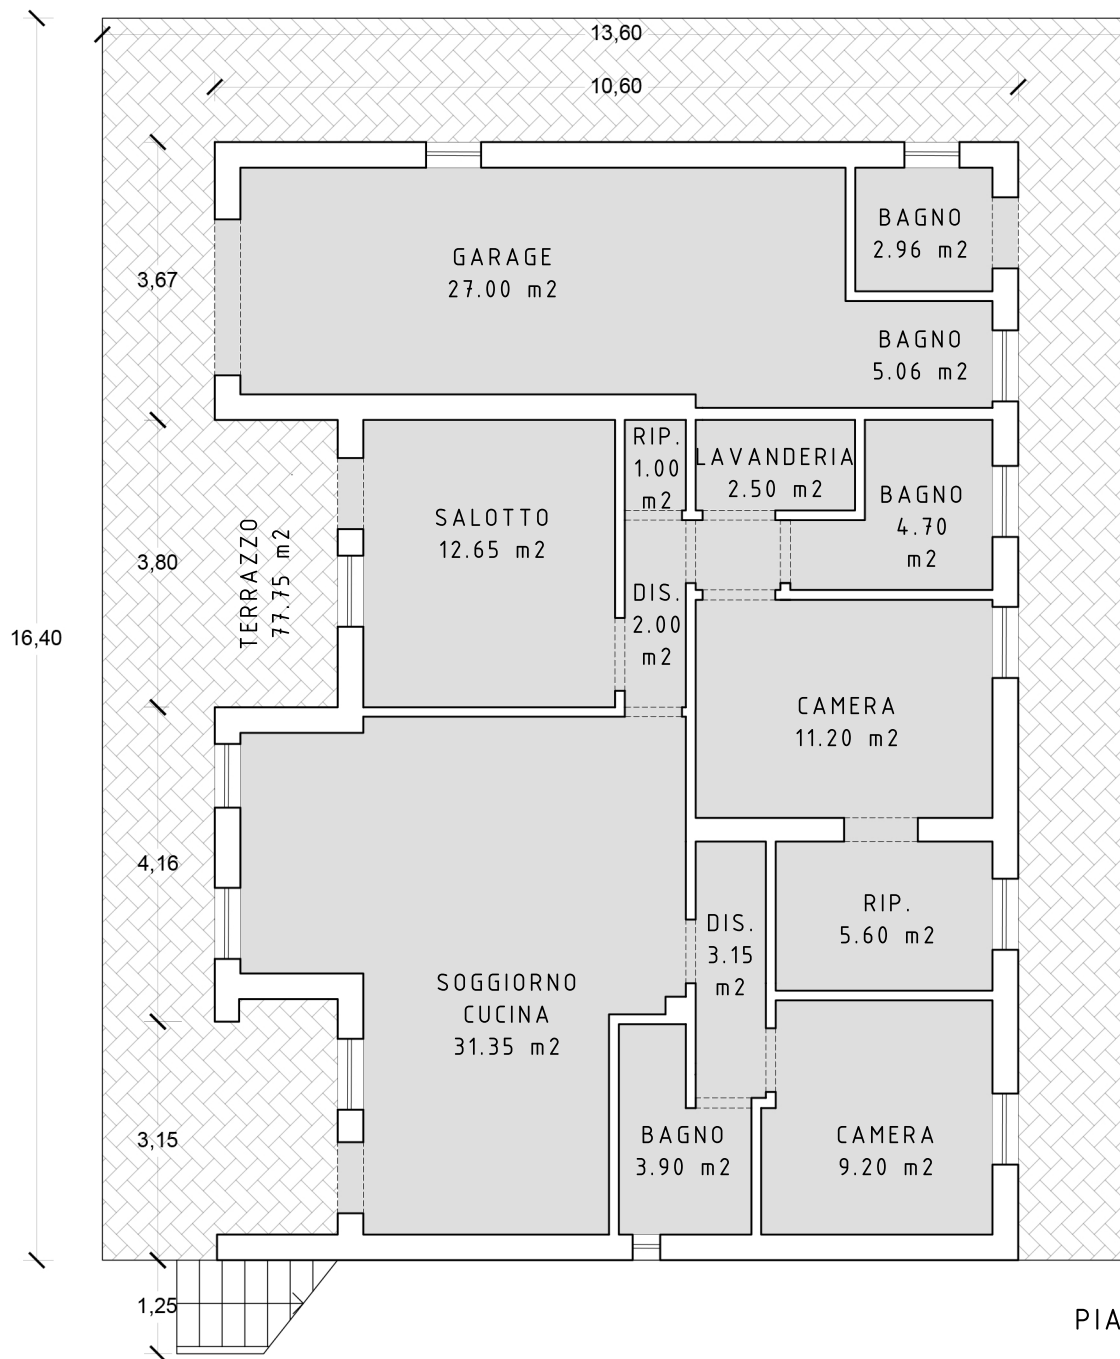 13,60
10,60
GARAGE
27.00 m2
BAGNO
2.96 m2
3,67
BAGNO
5.06 m2
RIP.
1.00
m2
LAVANDERIA
2.50 m2
BAGNO
4.70
m2
SALOTTO
12.65 m2
TERRAZZO
77.75 m2
3,80
DIS.
2.00
m2
16,40
CAMERA
11.20 m2
4,16
RIP.
5.60 m2
DIS.
3.15
m2
SOGGIORNO
CUCINA
31.35 m2
3,15
BAGNO
3.90 m2
CAMERA
9.20 m2
1,25
PIA